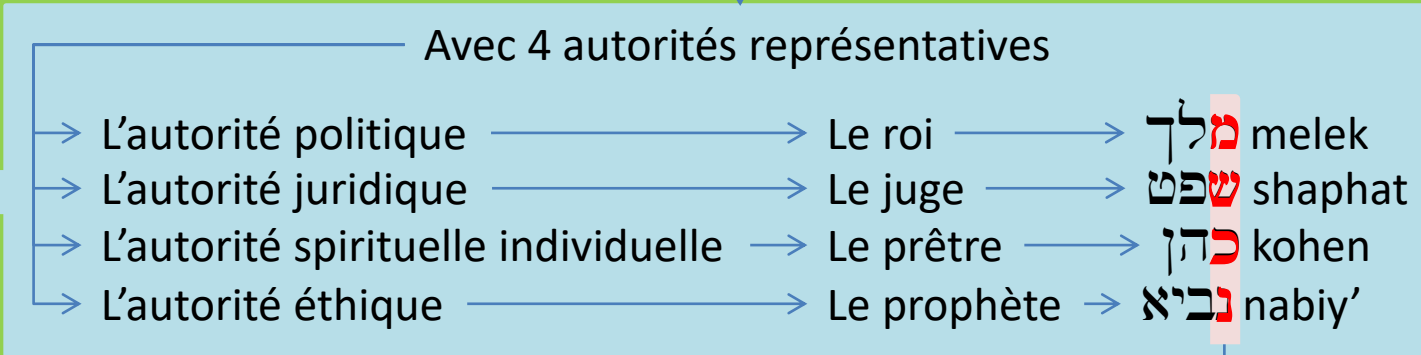 Avec 4 autorités représentatives
L'autorité politique Le roi מלך melek
L'autorité juridique Le juge שפט shaphat
L'autorité spirituelle individuelle Le prêtre כהן kohen
L'autorité éthique Le prophète נביא nabiy’